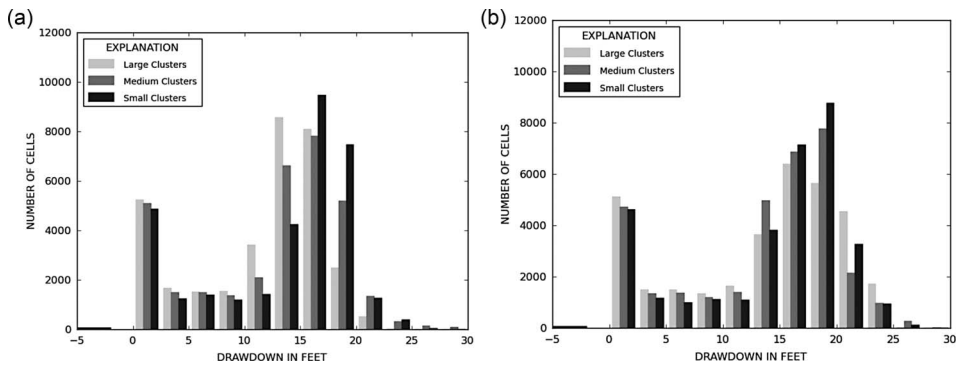 (a)
12000
10000
8000
6000
4000
2000
0
NUMBER OF CELLS
EXPLANATION
Large Clusters
Medium Clusters
Small Clusters
-5 0 5 10 15 20 25 30
DRAWDOWN IN FEET
(b)
12000
10000
8000
6000
4000
2000
0
NUMBER OF CELLS
EXPLANATION
Large Clusters
Medium Clusters
Small Clusters
-5 0 5 10 15 20 25 30
DRAWDOWN IN FEET